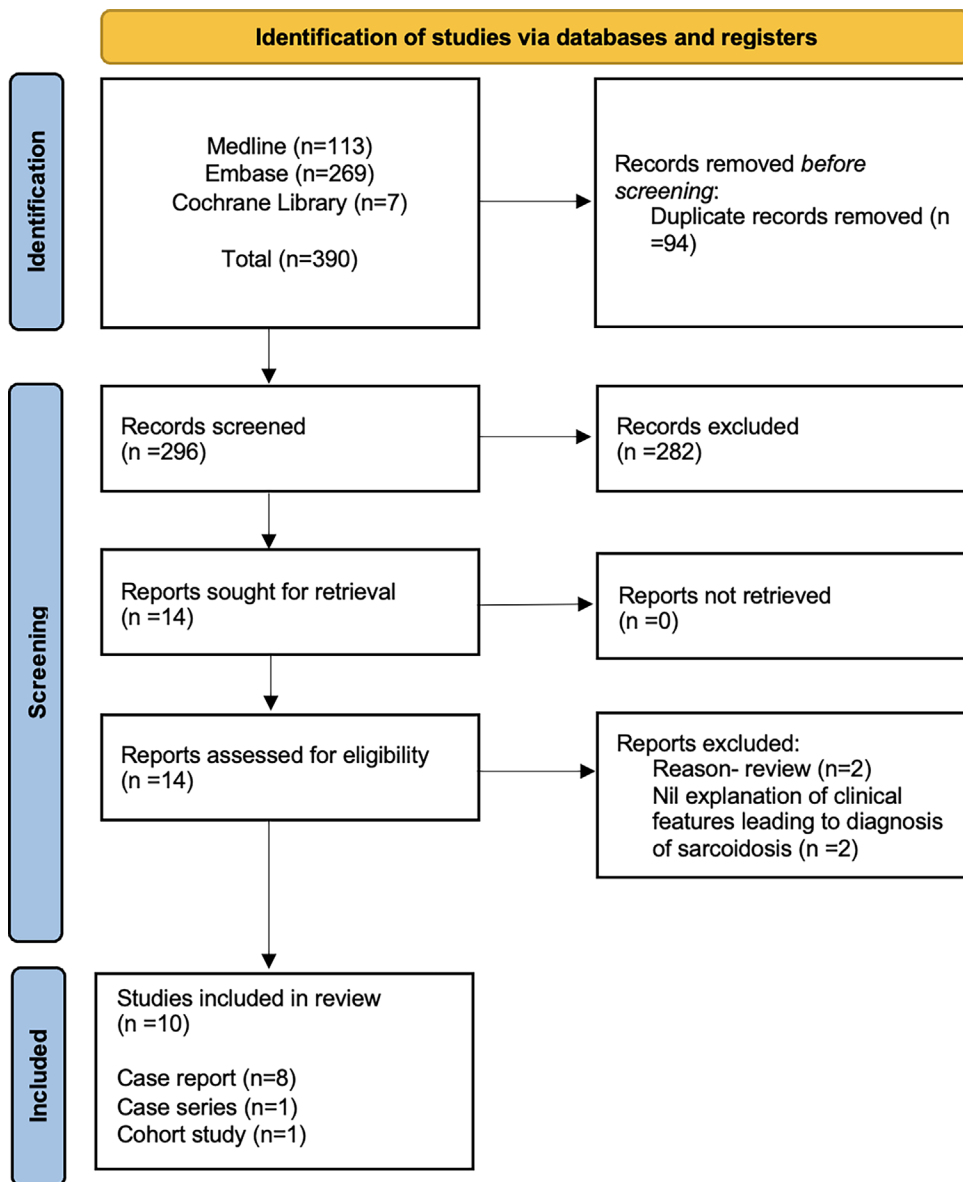 Identification of studies via databases and registers
Identification
Medline (n=113)
Embase (n=269)
Cochrane Library (n=7)
Total (n=390)
Records removed before
screening:
Duplicate records removed (n
=94)
Screening
Records screened
(n =296)
Records excluded
(n =282)
Reports sought for retrieval
(n =14)
Reports not retrieved
(n =0)
Reports assessed for eligibility
(n =14)
Reports excluded:
Reason- review (n=2)
Nil explanation of clinical
features leading to diagnosis
of sarcoidosis (n =2)
Included
Studies included in review
(n =10)
Case report (n=8)
Case series (n=1)
Cohort study (n=1)